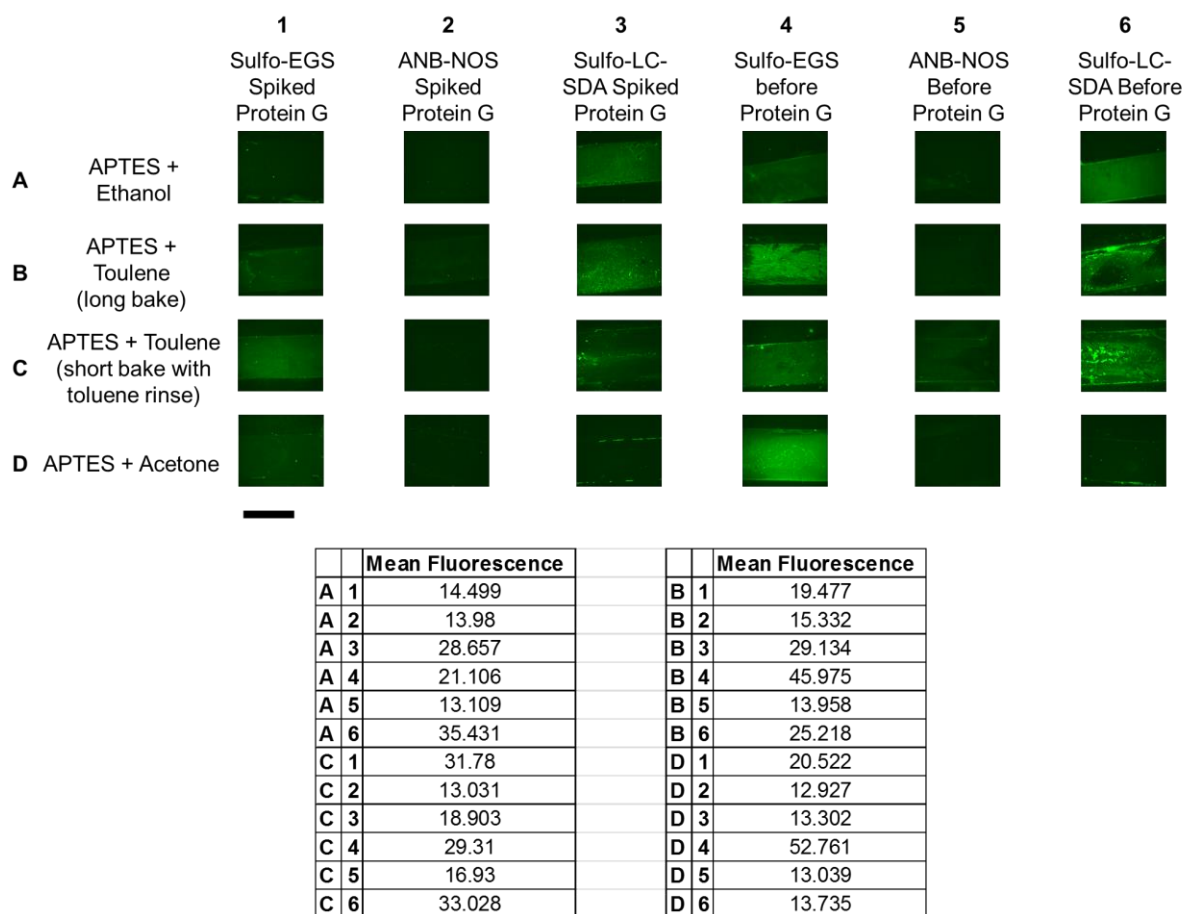 1 2 3 4 5 6
Sulfo-EGS ANB-NOS Sulfo-LC- Sulfo-EGS ANB-NOS Sulfo-LC-
Spiked Spiked SDA Spiked before Before SDA Before
Protein G Protein G Protein G Protein G Protein G Protein G
A APTES +
Ethanol
B APTES +
Toulene
(long bake)
C APTES + Toulene
(short bake with
toluene rinse)
D APTES + Acetone
Mean Fluorescence Mean Fluorescence
A 1 14.499 B 1 19.477
A 2 13.98 B 2 15.332
A 3 28.657 B 3 29.134
A 4 21.106 B 4 45.975
A 5 13.109 B 5 13.958
A 6 35.431 B 6 25.218
C 1 31.78 D 1 20.522
C 2 13.031 D 2 12.927
C 3 18.903 D 3 13.302
C 4 29.31 D 4 52.761
C 5 16.93 D 5 13.039
C 6 33.028 D 6 13.735